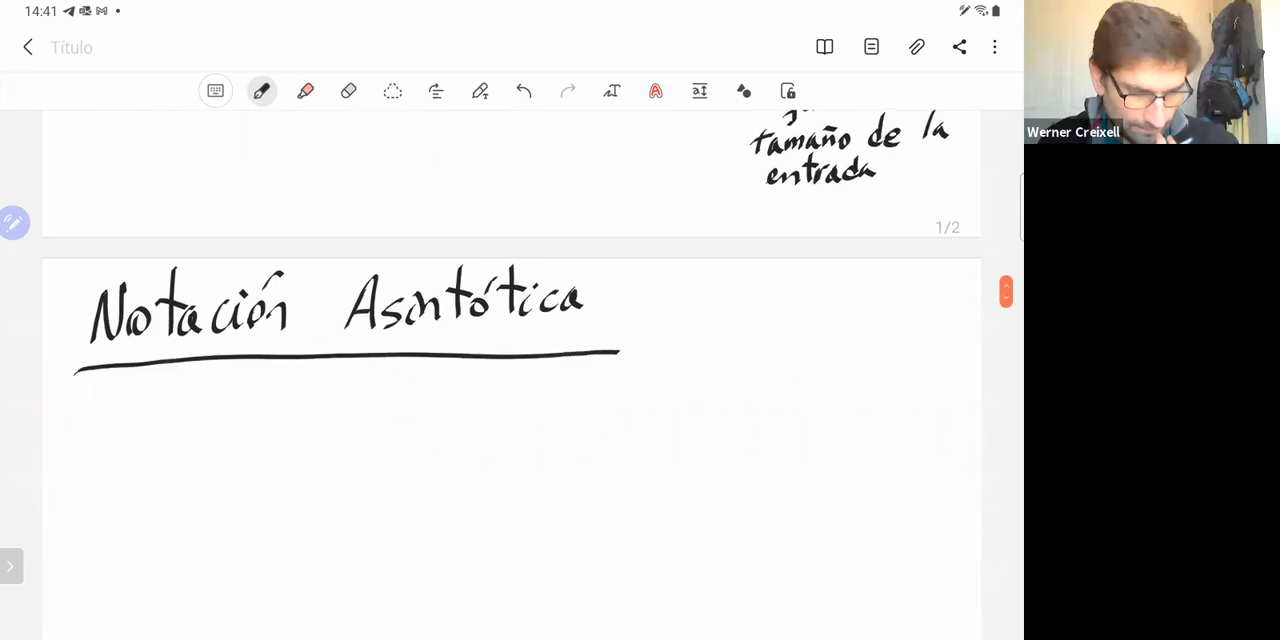 14:41
Título
tamaño de la
entrada
1/2
Notación Asintótica
Werner Creixell